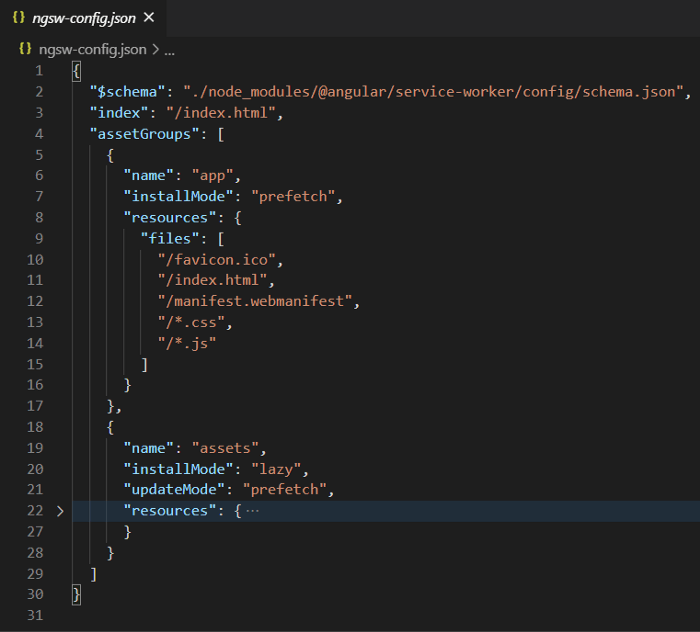 {} ngsw-config.json ×
{} ngsw-config.json > ...
1 {
2 "$schema": "./node_modules/@angular/service-worker/config/schema.json",
3 "index": "/index.html",
4 "assetGroups": [
5 {
6 "name": "app",
7 "installMode": "prefetch",
8 "resources": {
9 "files": [
10 "/favicon.ico",
11 "/index.html",
12 "/manifest.webmanifest",
13 "/*.css",
14 "/*.js"
15 ]
16 }
17 },
18 {
19 "name": "assets",
20 "installMode": "lazy",
21 "updateMode": "prefetch",
22 > "resources": { ...
27 }
28 }
29 ]
30 }
31